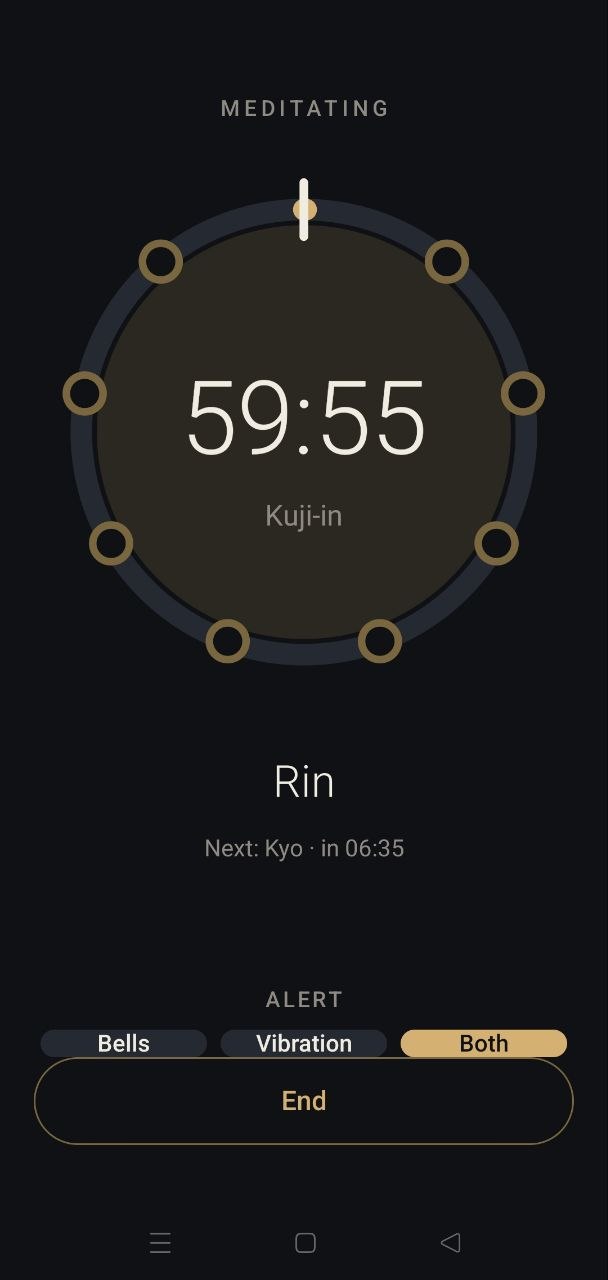 MEDITATING
59:55
Kuji-in
Rin
Next: Kyo · in 06:35
ALERT
Bells Vibration Both
End